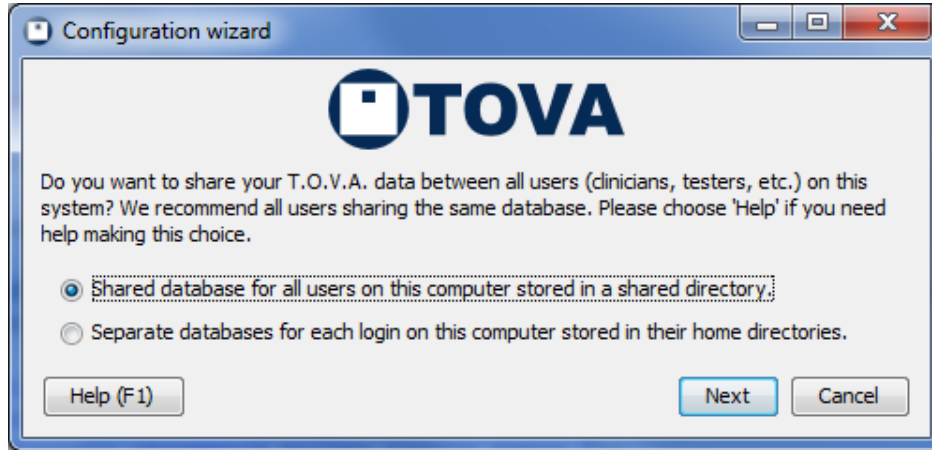 Configuration wizard
TOVA
Do you want to share your T.O.V.A. data between all users (clinicians, testers, etc.) on this
system? We recommend all users sharing the same database. Please choose 'Help' if you need
help making this choice.
Shared database for all users on this computer stored in a shared directory.
Separate databases for each login on this computer stored in their home directories.
Help (F1)
Next
Cancel